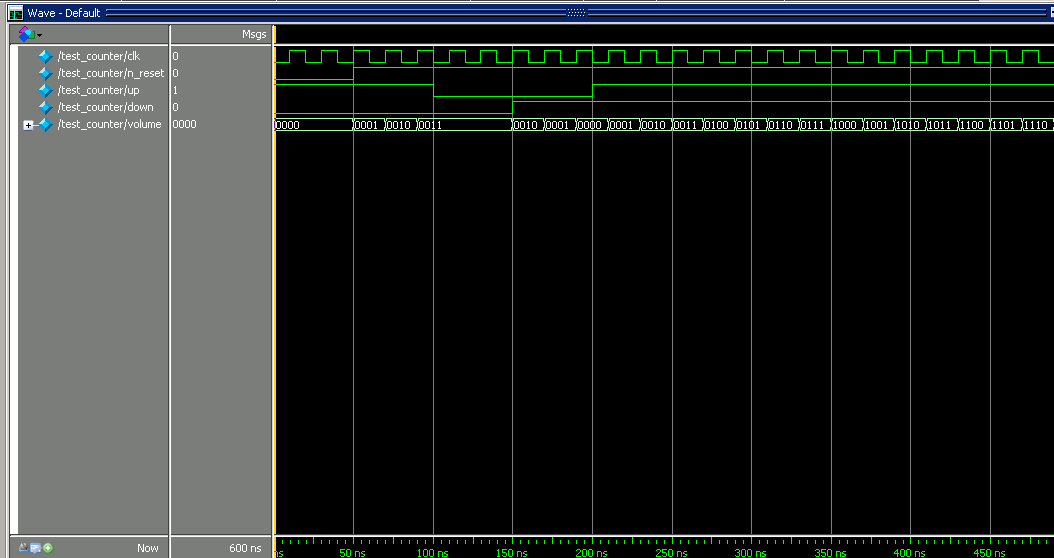 Wave - Default
Msgs
/test_counter/clk 0
/test_counter/n_reset 0
/test_counter/up 1
/test_counter/down 0
/test_counter/volume 0000 0000 0001 0010 0011 0010 0001 0000 0001 0010 0011 0100 0101 0110 0111 1000 1001 1010 1011 1100 1101 1110
Now 600 ns ns 50 ns 100 ns 150 ns 200 ns 250 ns 300 ns 350 ns 400 ns 450 ns